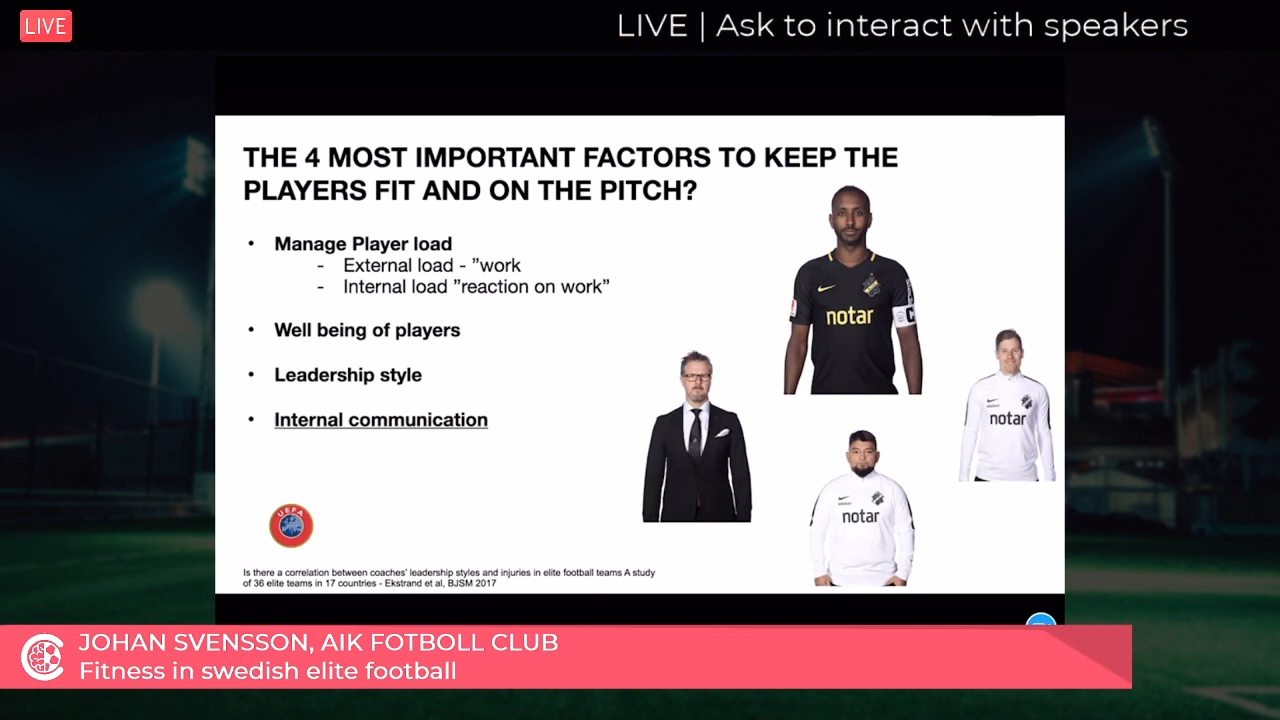 LIVE
LIVE | Ask to interact with speakers
THE 4 MOST IMPORTANT FACTORS TO KEEP THE
PLAYERS FIT AND ON THE PITCH?
• Manage Player load
- External load - ”work
- Internal load ”reaction on work”
• Well being of players
• Leadership style
• Internal communication
notar
notar
notar
UEFA
Is there a correlation between coaches’ leadership styles and injuries in elite football teams A study
of 36 elite teams in 17 countries - Ekstrand et al, BJSM 2017
JOHAN SVENSSON, AIK FOTBOLL CLUB
Fitness in swedish elite football